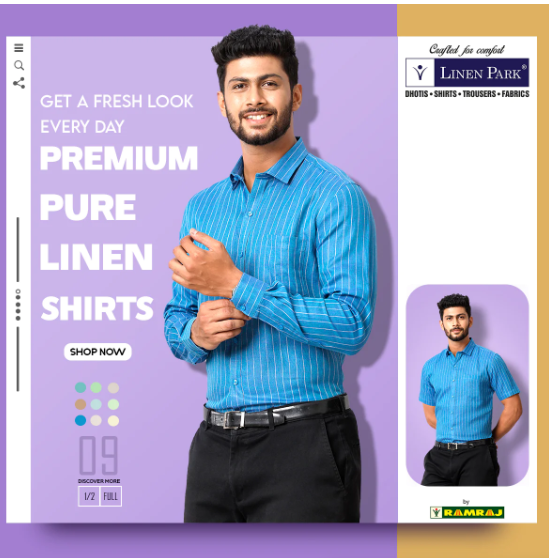 Crafted for comfort
LINEN PARK®
DHOTIS • SHIRTS • TROUSERS • FABRICS
GET A FRESH LOOK
EVERY DAY
PREMIUM
PURE
LINEN
SHIRTS
SHOP NOW
09
DISCOVER MORE
1/2 FULL
by
RAMRAJ